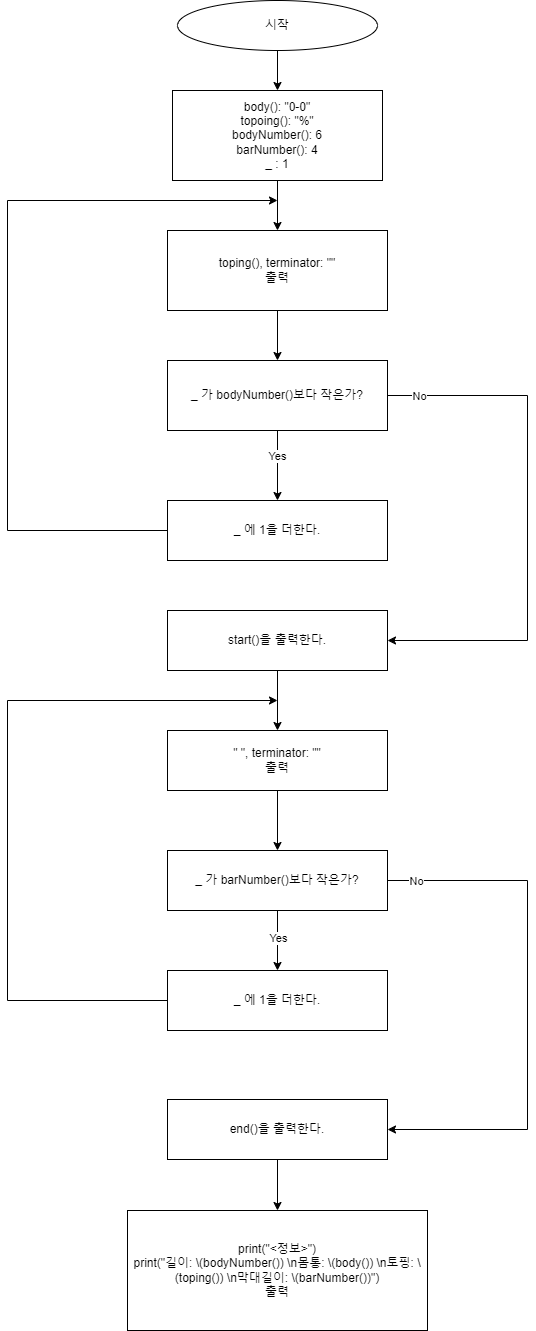 시작
body(): "0-0"
topoing(): "%"
bodyNumber(): 6
barNumber(): 4
_ : 1
toping(), terminator: ""
출력
_ 가 bodyNumber()보다 작은가?
No
Yes
_ 에 1을 더한다.
start()을 출력한다.
" ", terminator: ""
출력
_ 가 barNumber()보다 작은가?
No
Yes
_ 에 1을 더한다.
end()을 출력한다.
print("<정보>")
print("길이: \(bodyNumber()) \n몸통: \(body()) \n토핑: \
(toping()) \n막대길이: \(barNumber())")
출력